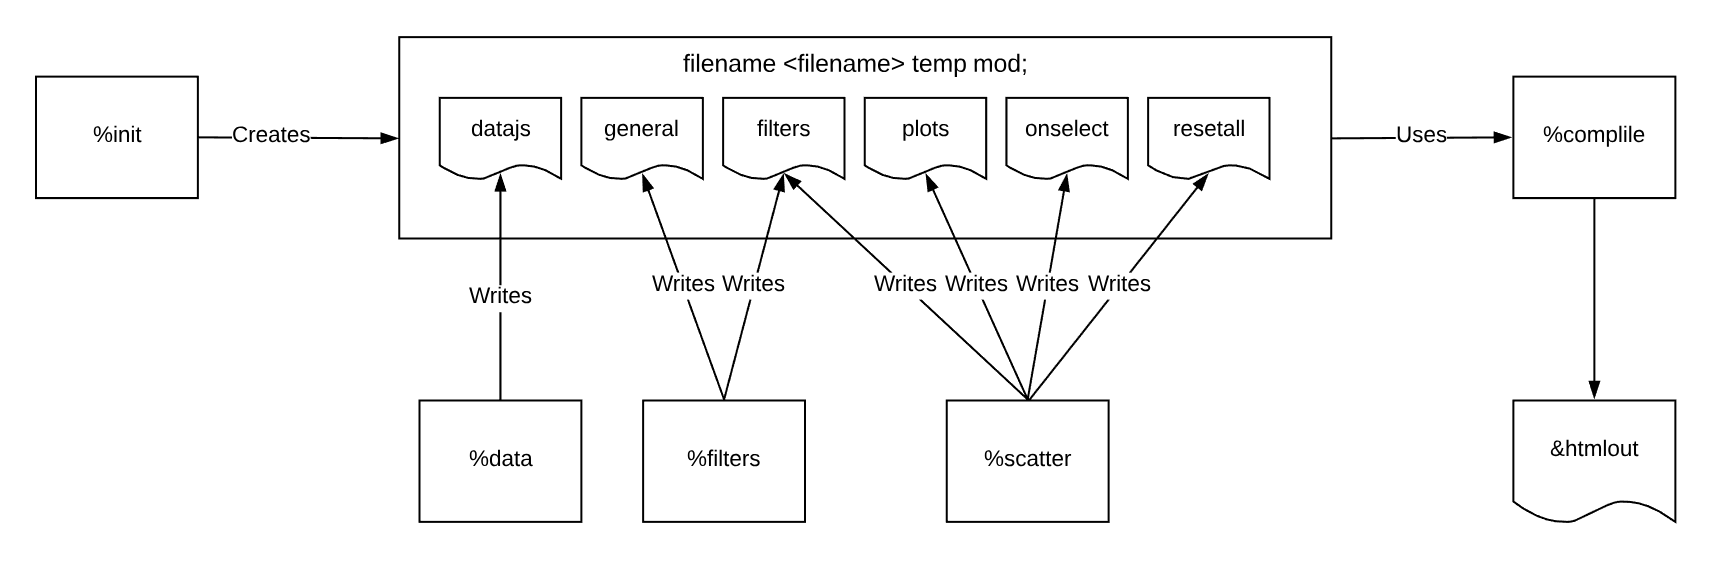 filename <filename> temp mod;
%init
Creates
datajs
general
filters
plots
onselect
resetall
Uses
%complile
Writes
Writes
Writes
Writes
Writes
Writes
Writes
%data
%filters
%scatter
&htmlout